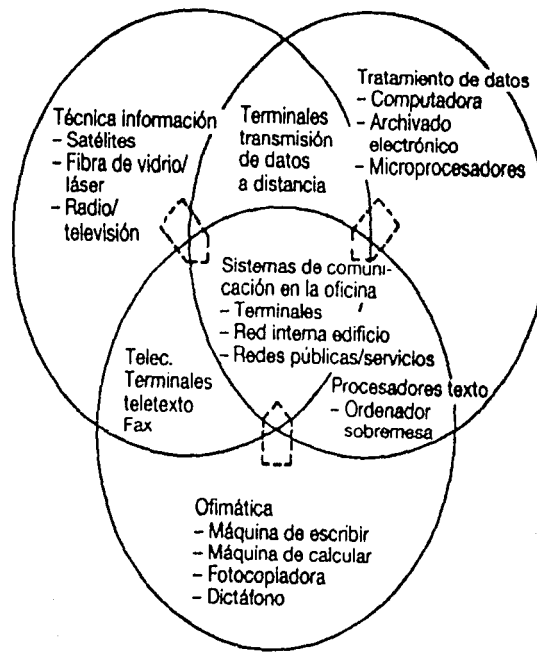 Técnica información
– Satélites
– Fibra de vidrio/
láser
– Radio/
televisión
Terminales
transmisión
de datos
a distancia
Tratamiento de datos
– Computadora
– Archivado
electrónico
– Microprocesadores
Sistemas de comuni-
cación en la oficina
– Terminales
– Red interna edificio
– Redes públicas/servicios
Telec.
Terminales
teletexto
Fax
Procesadores texto
– Ordenador
sobremesa
Ofimática
– Máquina de escribir
– Máquina de calcular
– Fotocopiadora
– Dictáfono